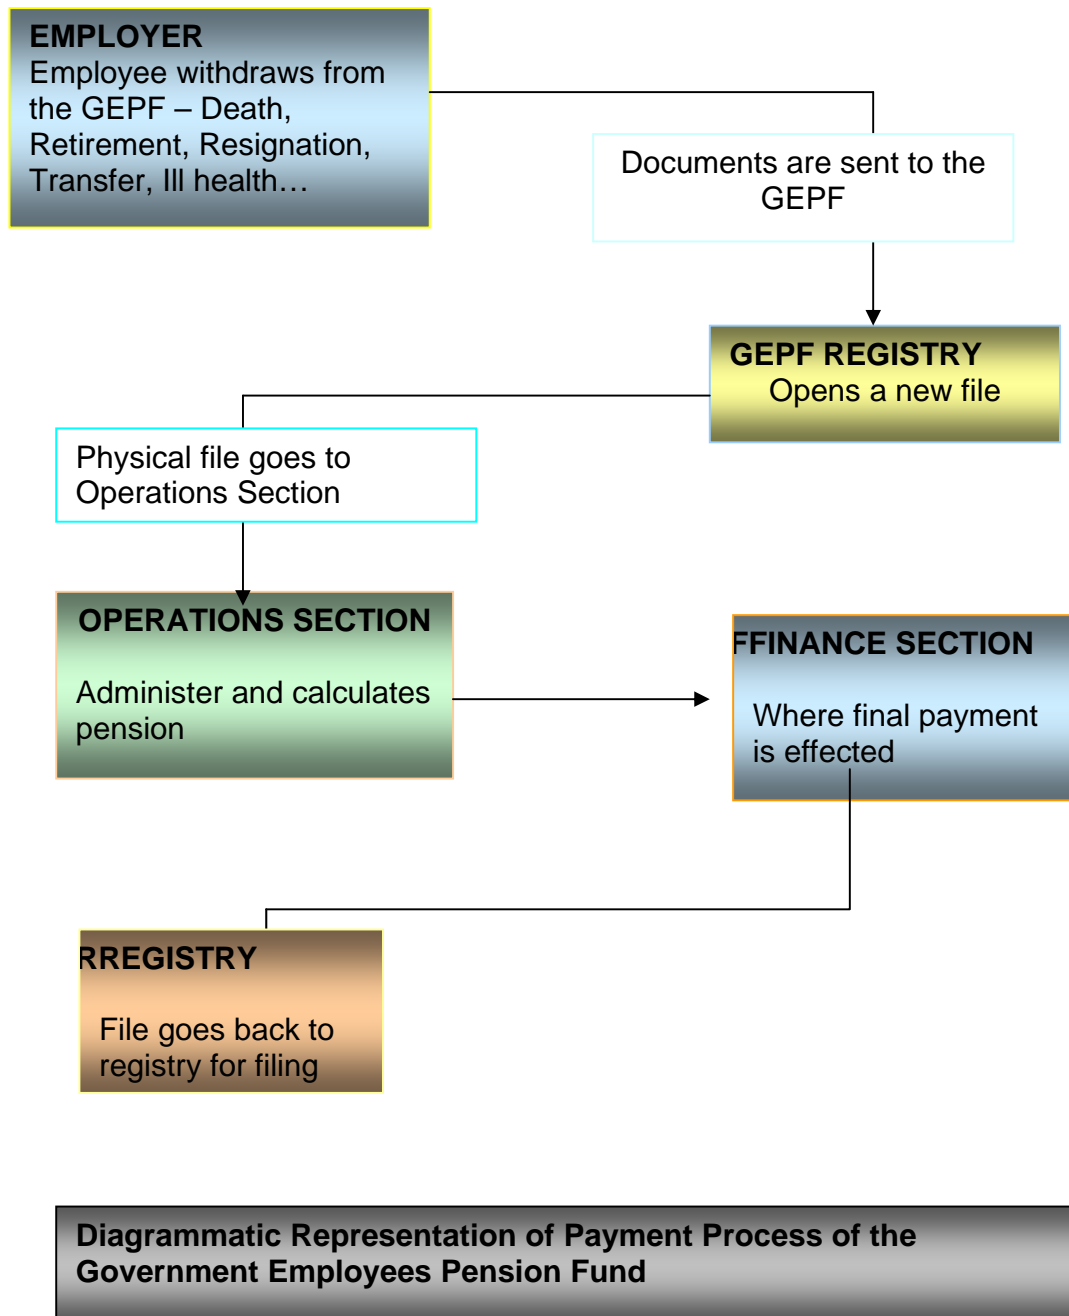 EMPLOYER
Employee withdraws from
the GEPF – Death,
Retirement, Resignation,
Transfer, Ill health…
Documents are sent to the
GEPF
GEPF REGISTRY
Opens a new file
Physical file goes to
Operations Section
OPERATIONS SECTION
Administer and calculates
pension
FFINANCE SECTION
Where final payment
is effected
RREGISTRY
File goes back to
registry for filing
Diagrammatic Representation of Payment Process of the
Government Employees Pension Fund